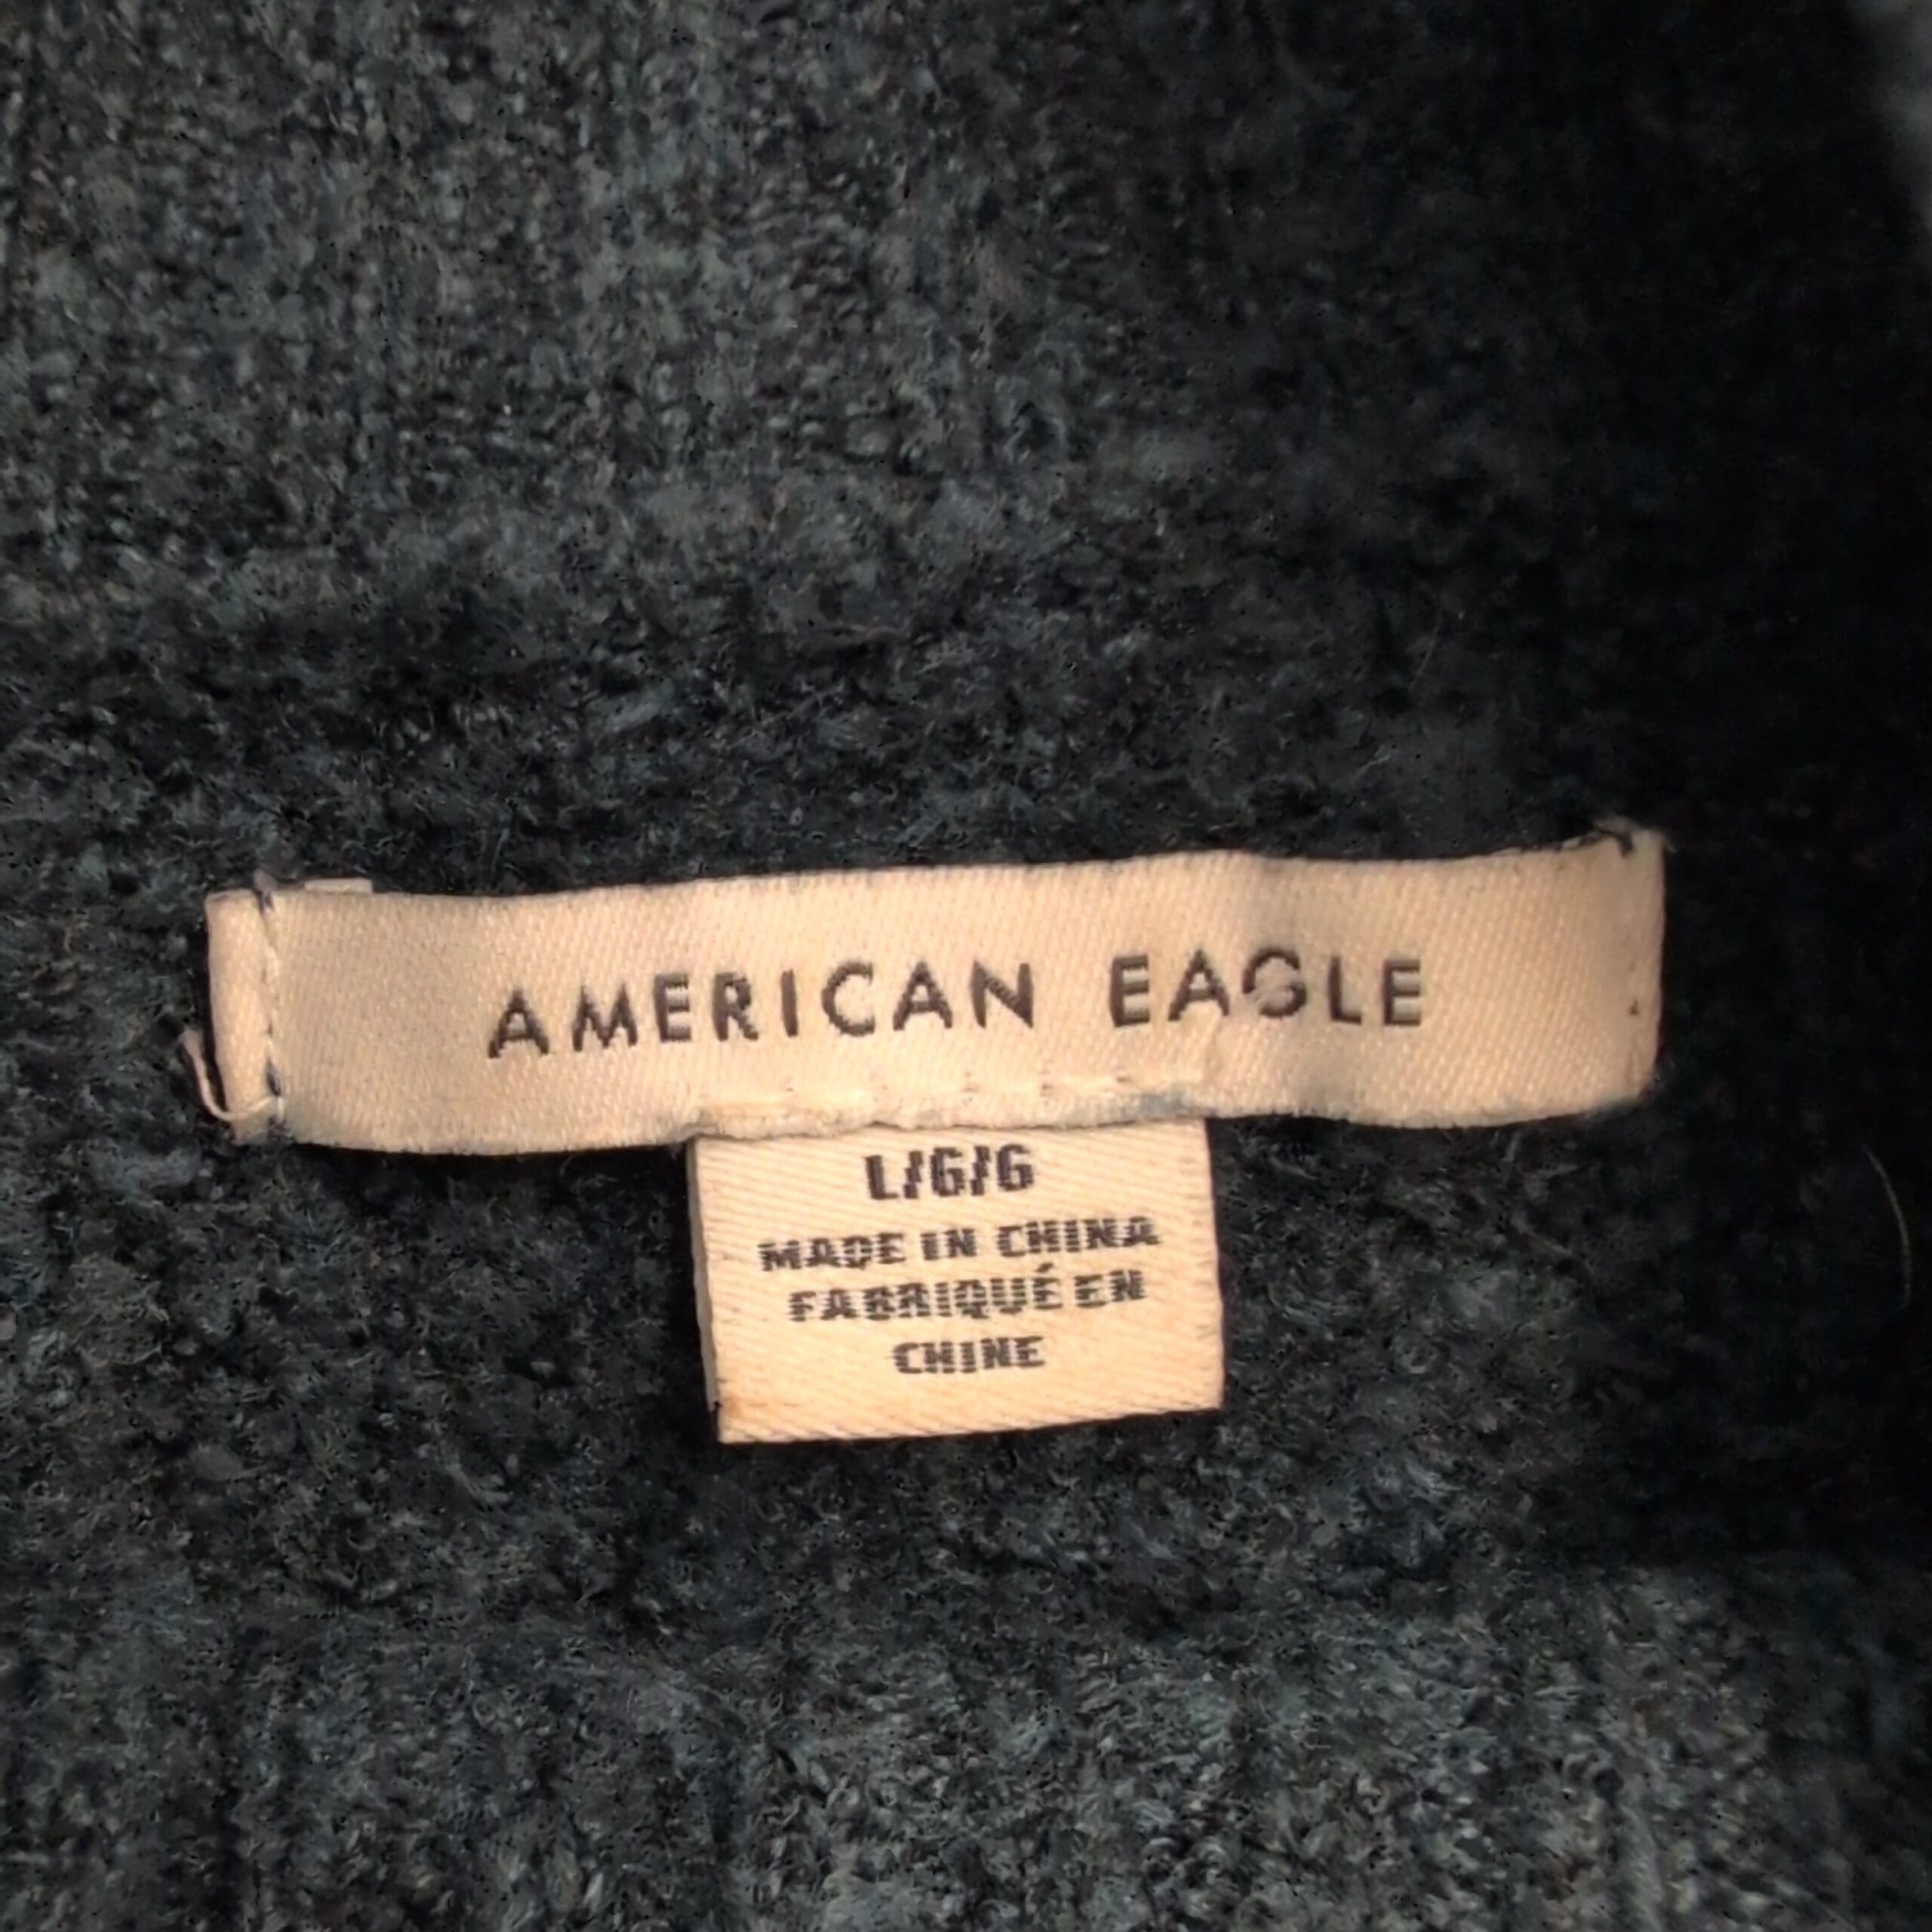 AMERICAN EAGLE
L/G/G
MADE IN CHINA
FABRIQUÉ EN
CHINE